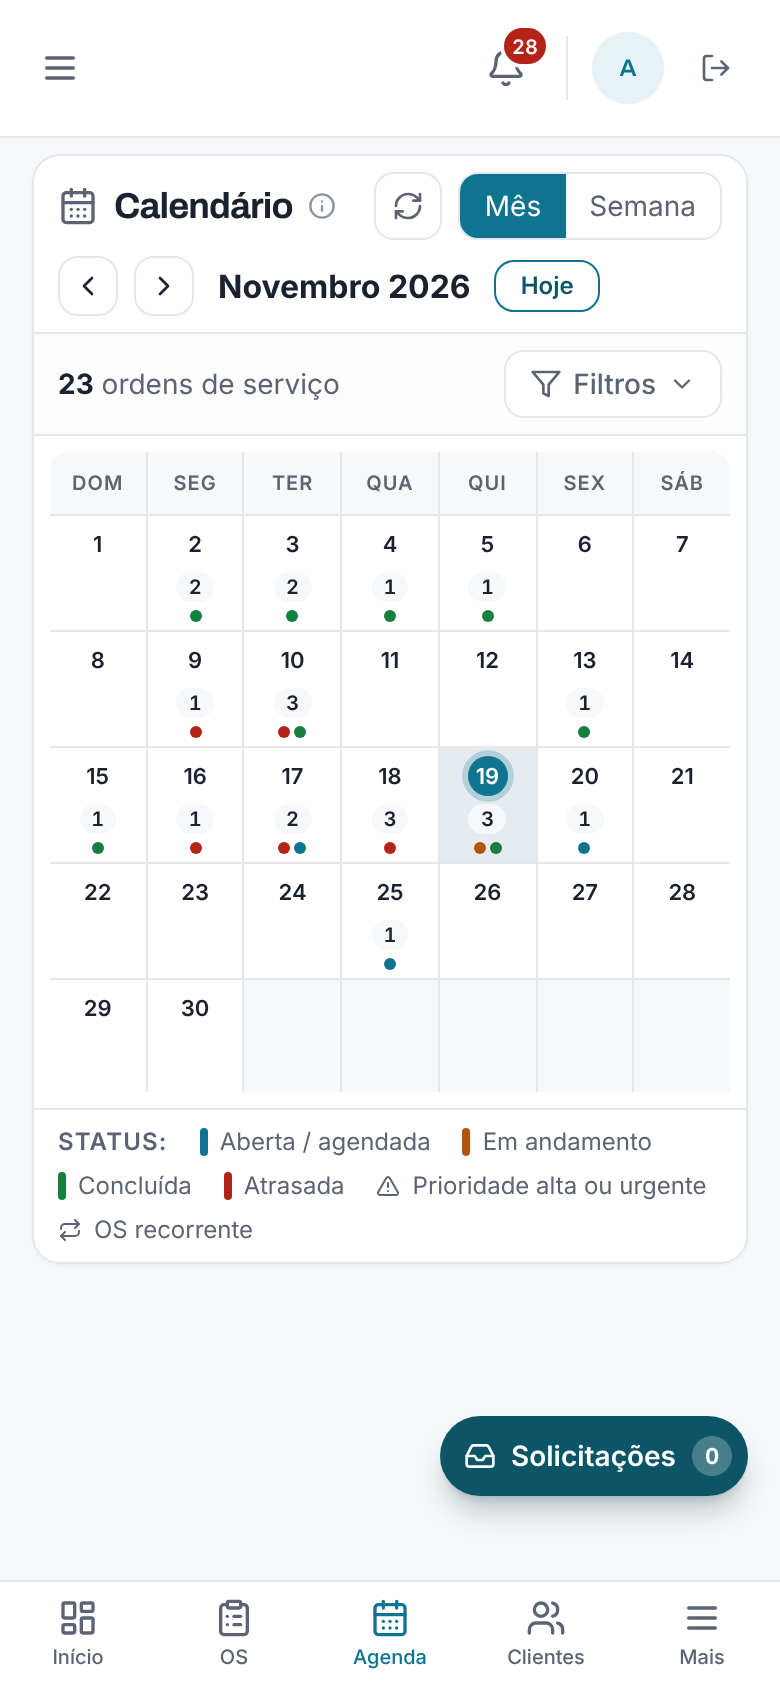 28
A
Calendário
Mês Semana
Novembro 2026 Hoje
23 ordens de serviço Filtros
DOM SEG TER QUA QUI SEX SÁB
1 2 3 4 5 6 7
2 2 1 1
8 9 10 11 12 13 14
1 3 1
15 16 17 18 19 20 21
1 1 2 3 3 1
22 23 24 25 26 27 28
1
29 30
STATUS: Aberta / agendada Em andamento
Concluída Atrasada Prioridade alta ou urgente
OS recorrente
Solicitações 0
Início OS Agenda Clientes Mais